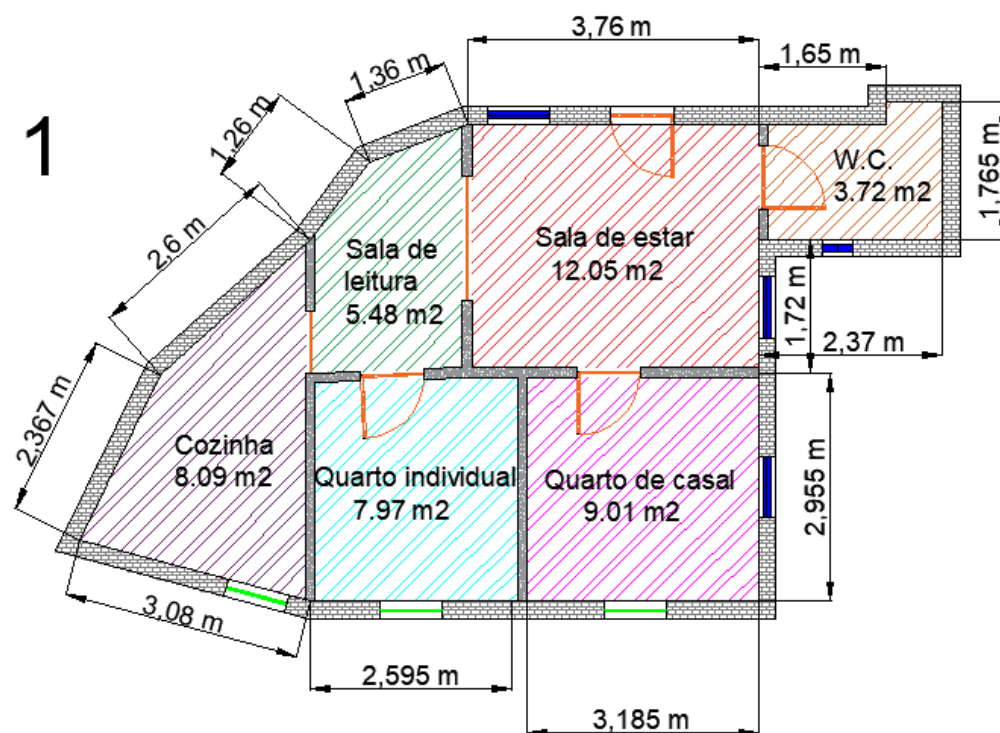 1
3,76 m
1,65 m
1,36 m
1,26 m
2,6 m
2,367 m
3,08 m
2,595 m
3,185 m
2,955 m
1,72 m
2,37 m
1,765 m
W.C.
3.72 m2
Sala de estar
12.05 m2
Sala de
leitura
5.48 m2
Cozinha
8.09 m2
Quarto individual
7.97 m2
Quarto de casal
9.01 m2